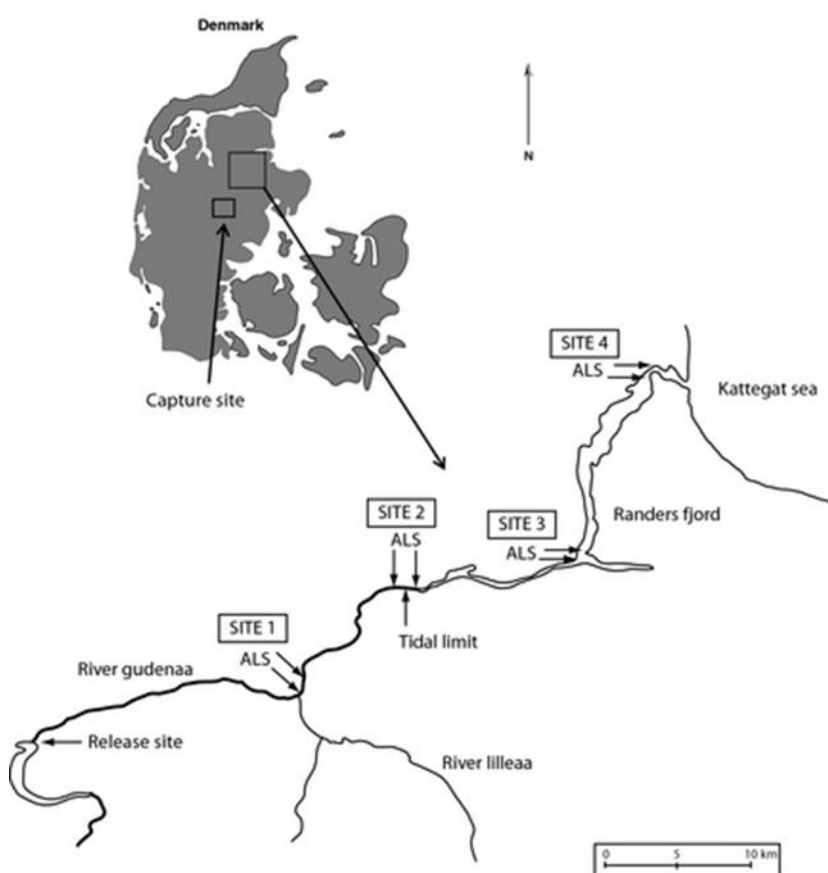 Denmark
N
Capture site
SITE 4
ALS
Kattegat sea
SITE 2
ALS
SITE 3
ALS
Randers fjord
Tidal limit
SITE 1
ALS
River gudenaa
Release site
River lilleaa
0 5 10 km